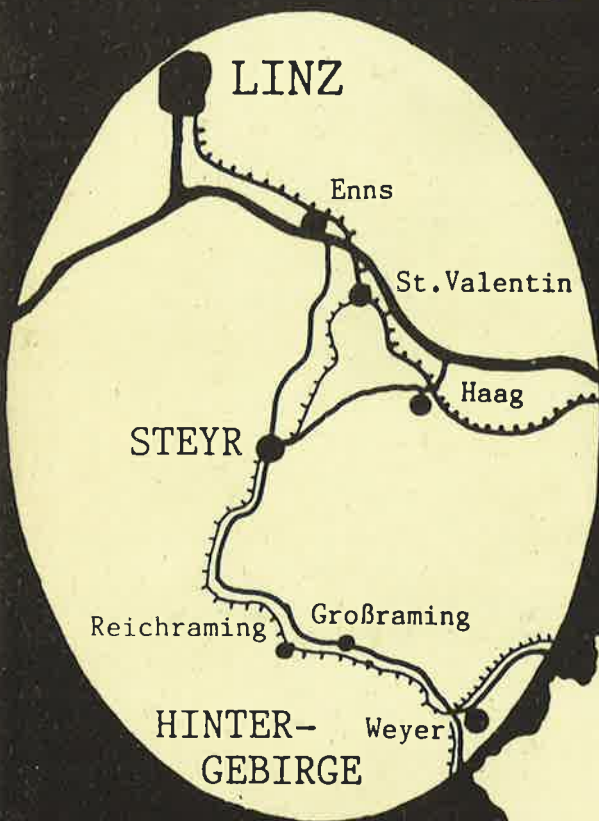 LINZ
Enns
St.Valentin
Haag
STEYR
Großraming
Reichraming
HINTER-
GEBIRGE
Weyer